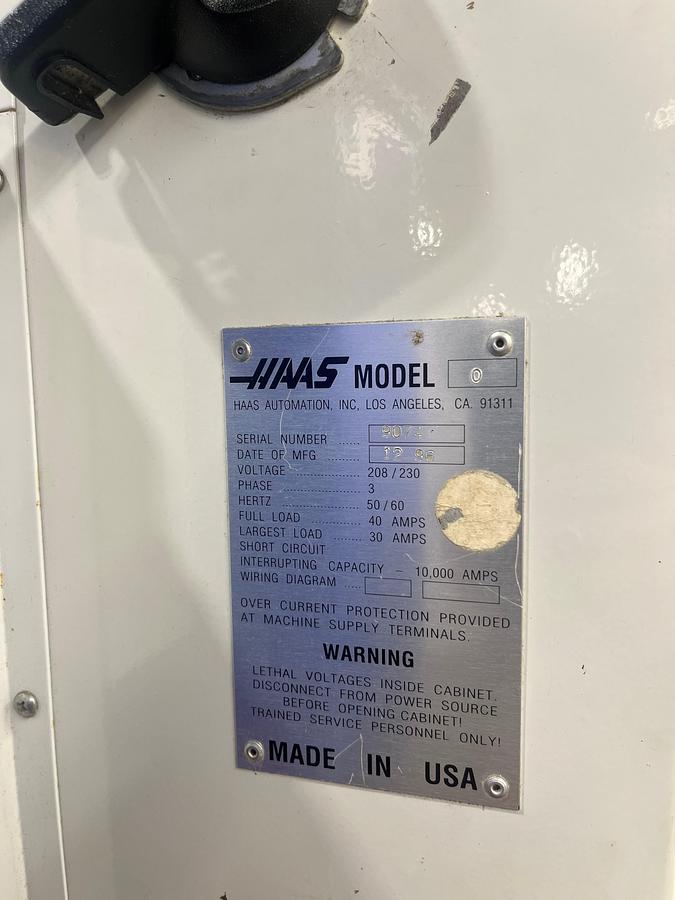 HAAS MODEL 0
HAAS AUTOMATION, INC, LOS ANGELES, CA. 91311
SERIAL NUMBER ......
DATE OF MFG ........ 12
VOLTAGE ........ 208/230
PHASE ........ 3
HERTZ ........ 50/60
FULL LOAD ........ 40 AMPS
LARGEST LOAD ........ 30 AMPS
SHORT CIRCUIT
INTERRUPTING CAPACITY – 10,000 AMPS
WIRING DIAGRAM .....
OVER CURRENT PROTECTION PROVIDED
AT MACHINE SUPPLY TERMINALS.
WARNING
LETHAL VOLTAGES INSIDE CABINET.
DISCONNECT FROM POWER SOURCE
BEFORE OPENING CABINET!
TRAINED SERVICE PERSONNEL ONLY!
MADE IN USA